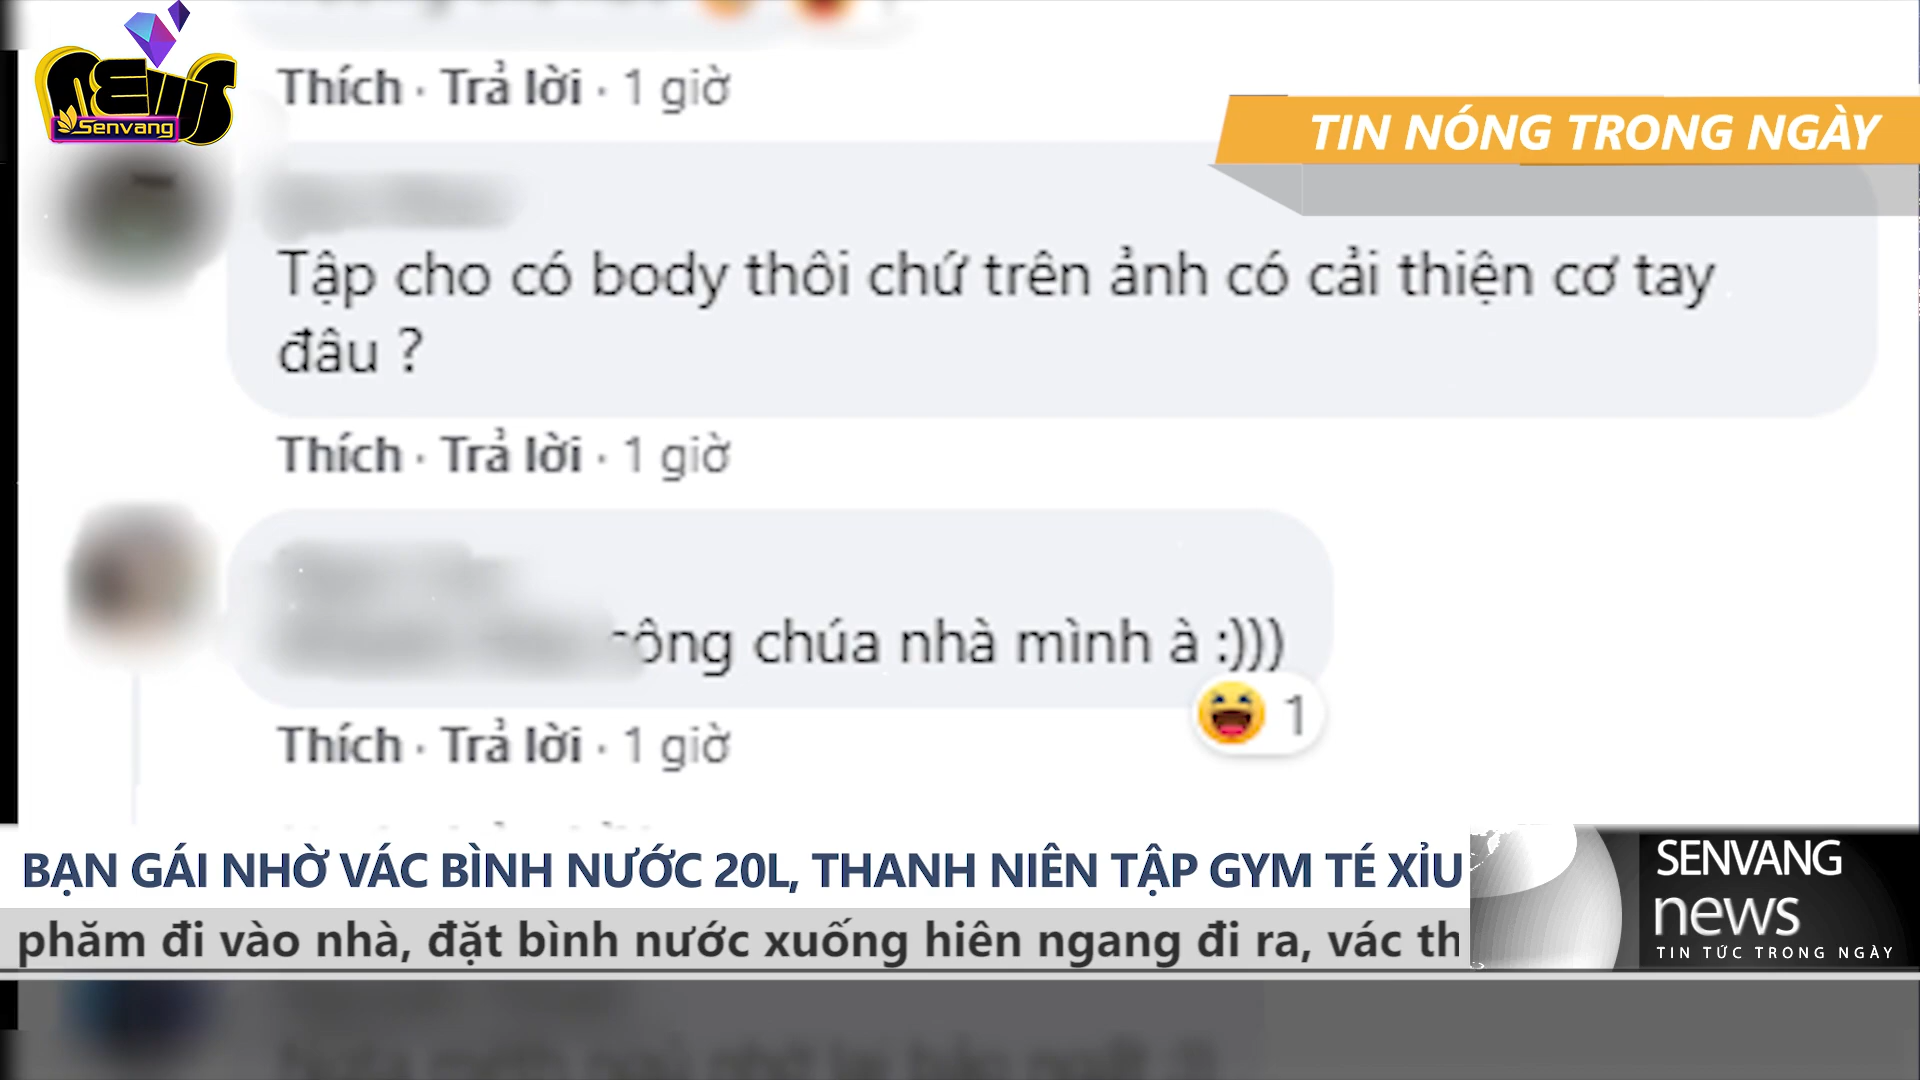 NEWS
Senvang
Thích · Trả lời · 1 giờ
TIN NÓNG TRONG NGÀY
Tập cho có body thôi chứ trên ảnh có cải thiện cơ tay
đâu ?
Thích · Trả lời · 1 giờ
công chúa nhà mình à :)))
1
Thích · Trả lời · 1 giờ
BẠN GÁI NHỜ VÁC BÌNH NƯỚC 20L, THANH NIÊN TẬP GYM TÉ XỈU
phăm đi vào nhà, đặt bình nước xuống hiên ngang đi ra, vác th
SENVANG
news
TIN TỨC TRONG NGÀY